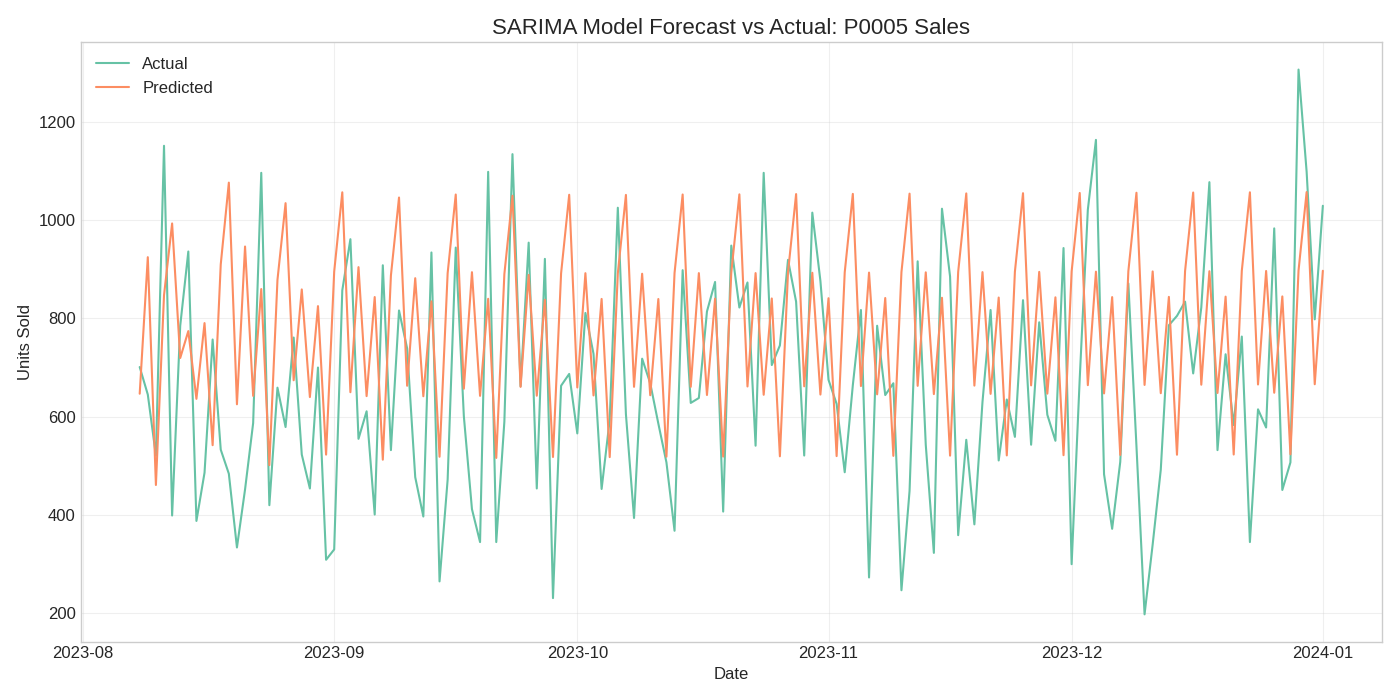 SARIMA Model Forecast vs Actual: P0005 Sales
Actual
Predicted
1200
1000
800
600
400
200
Units Sold
2023-08
2023-09
2023-10
2023-11
2023-12
2024-01
Date